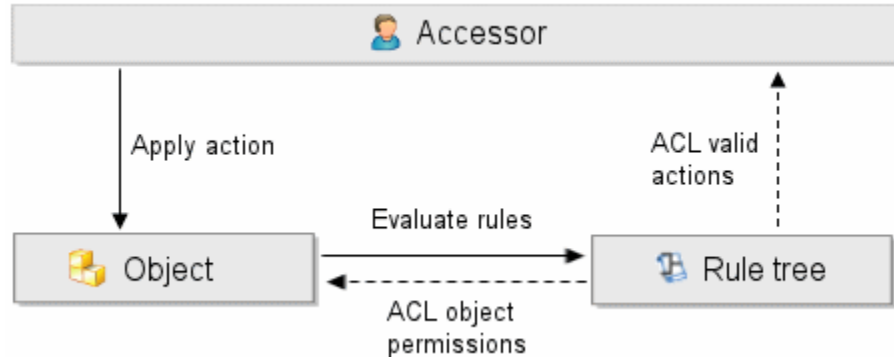 Accessor
Apply action
ACL valid
actions
Evaluate rules
Object
Rule tree
ACL object
permissions